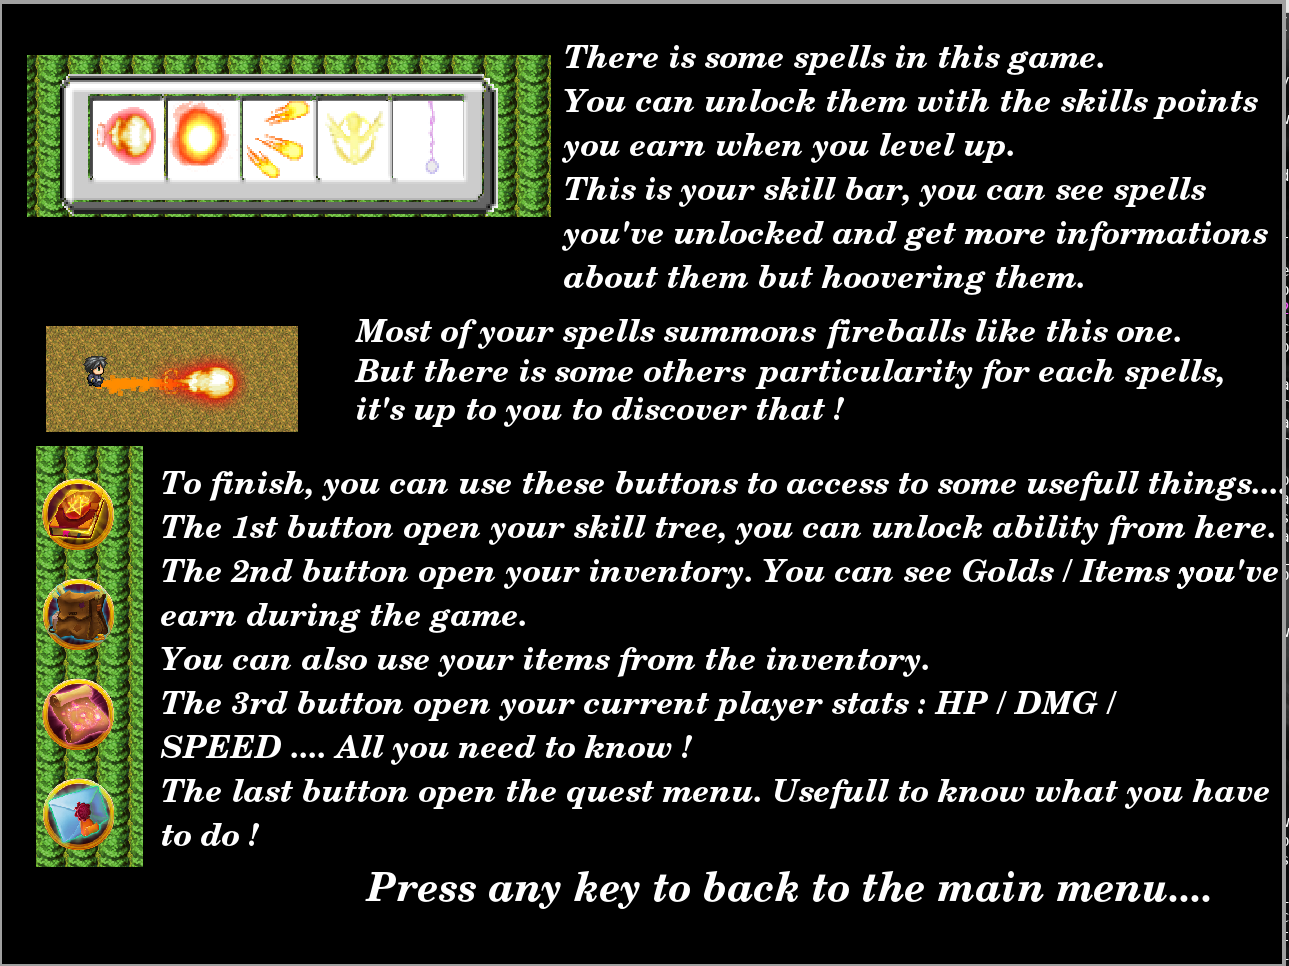 There is some spells in this game.
You can unlock them with the skills points
you earn when you level up.
This is your skill bar, you can see spells
you've unlocked and get more informations
about them but hoovering them.
Most of your spells summons fireballs like this one.
But there is some others particularity for each spells,
it's up to you to discover that !
To finish, you can use these buttons to access to some usefull things....
The 1st button open your skill tree, you can unlock ability from here.
The 2nd button open your inventory. You can see Golds / Items you've
earn during the game.
You can also use your items from the inventory.
The 3rd button open your current player stats : HP / DMG /
SPEED .... All you need to know !
The last button open the quest menu. Usefull to know what you have
to do !
Press any key to back to the main menu....